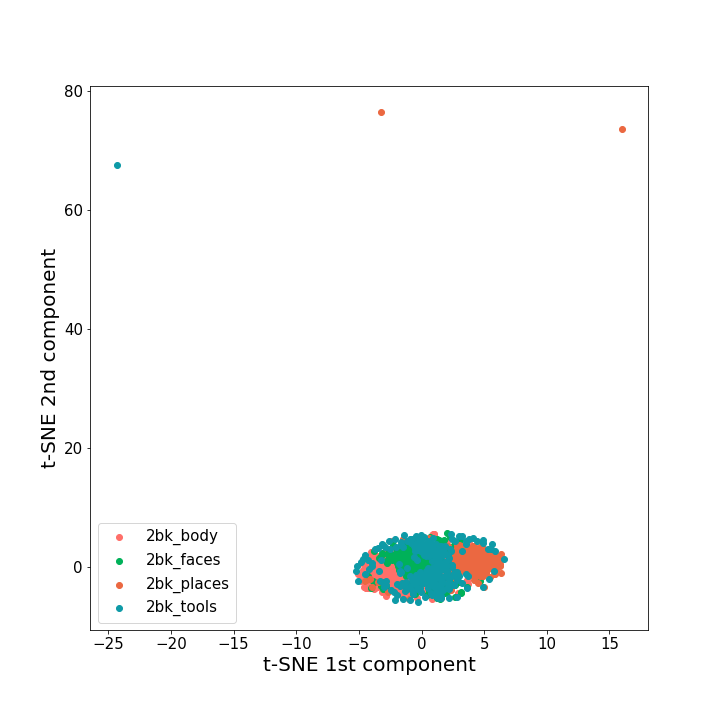 80
60
40
20
0
t-SNE 2nd component
2bk_body
2bk_faces
2bk_places
2bk_tools
−25
−20
−15
−10
−5
0
5
10
15
t-SNE 1st component